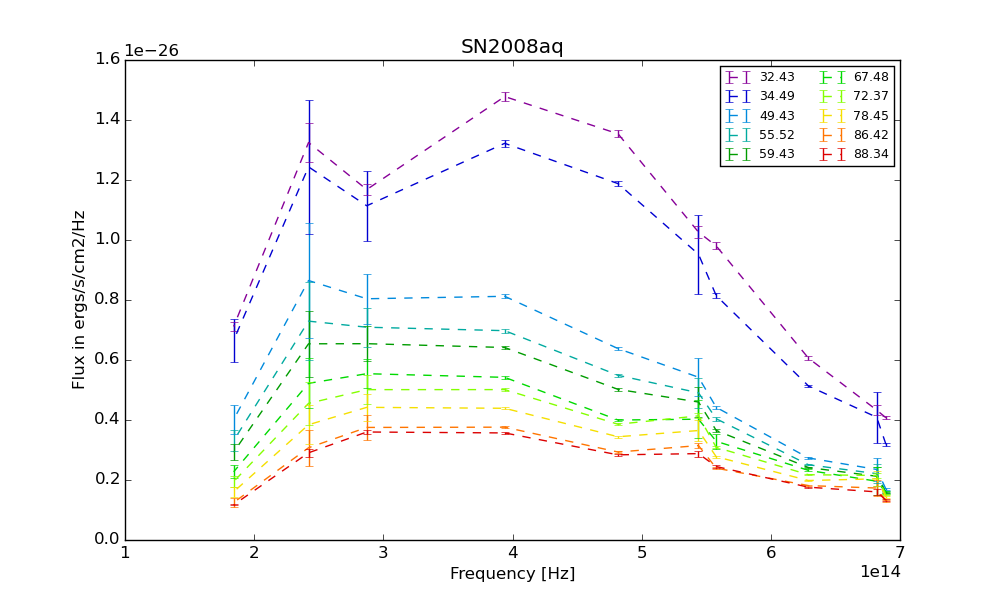 SN2008aq
1e−26
1.6
1.4
1.2
1.0
0.8
0.6
0.4
0.2
0.0
Flux in ergs/s/cm2/Hz
32.43 67.48
34.49 72.37
49.43 78.45
55.52 86.42
59.43 88.34
1 2 3 4 5 6 7
Frequency [Hz]
1e14